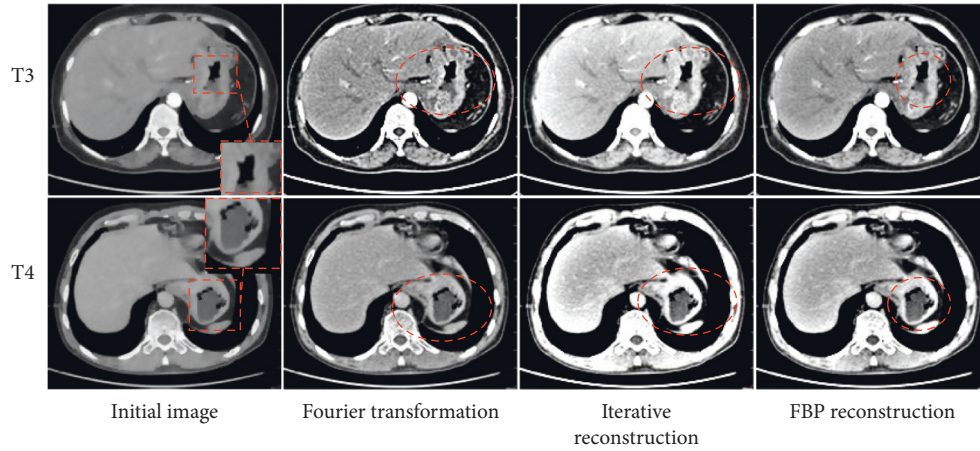 T3
T4
Initial image
Fourier transformation
Iterative
reconstruction
FBP reconstruction